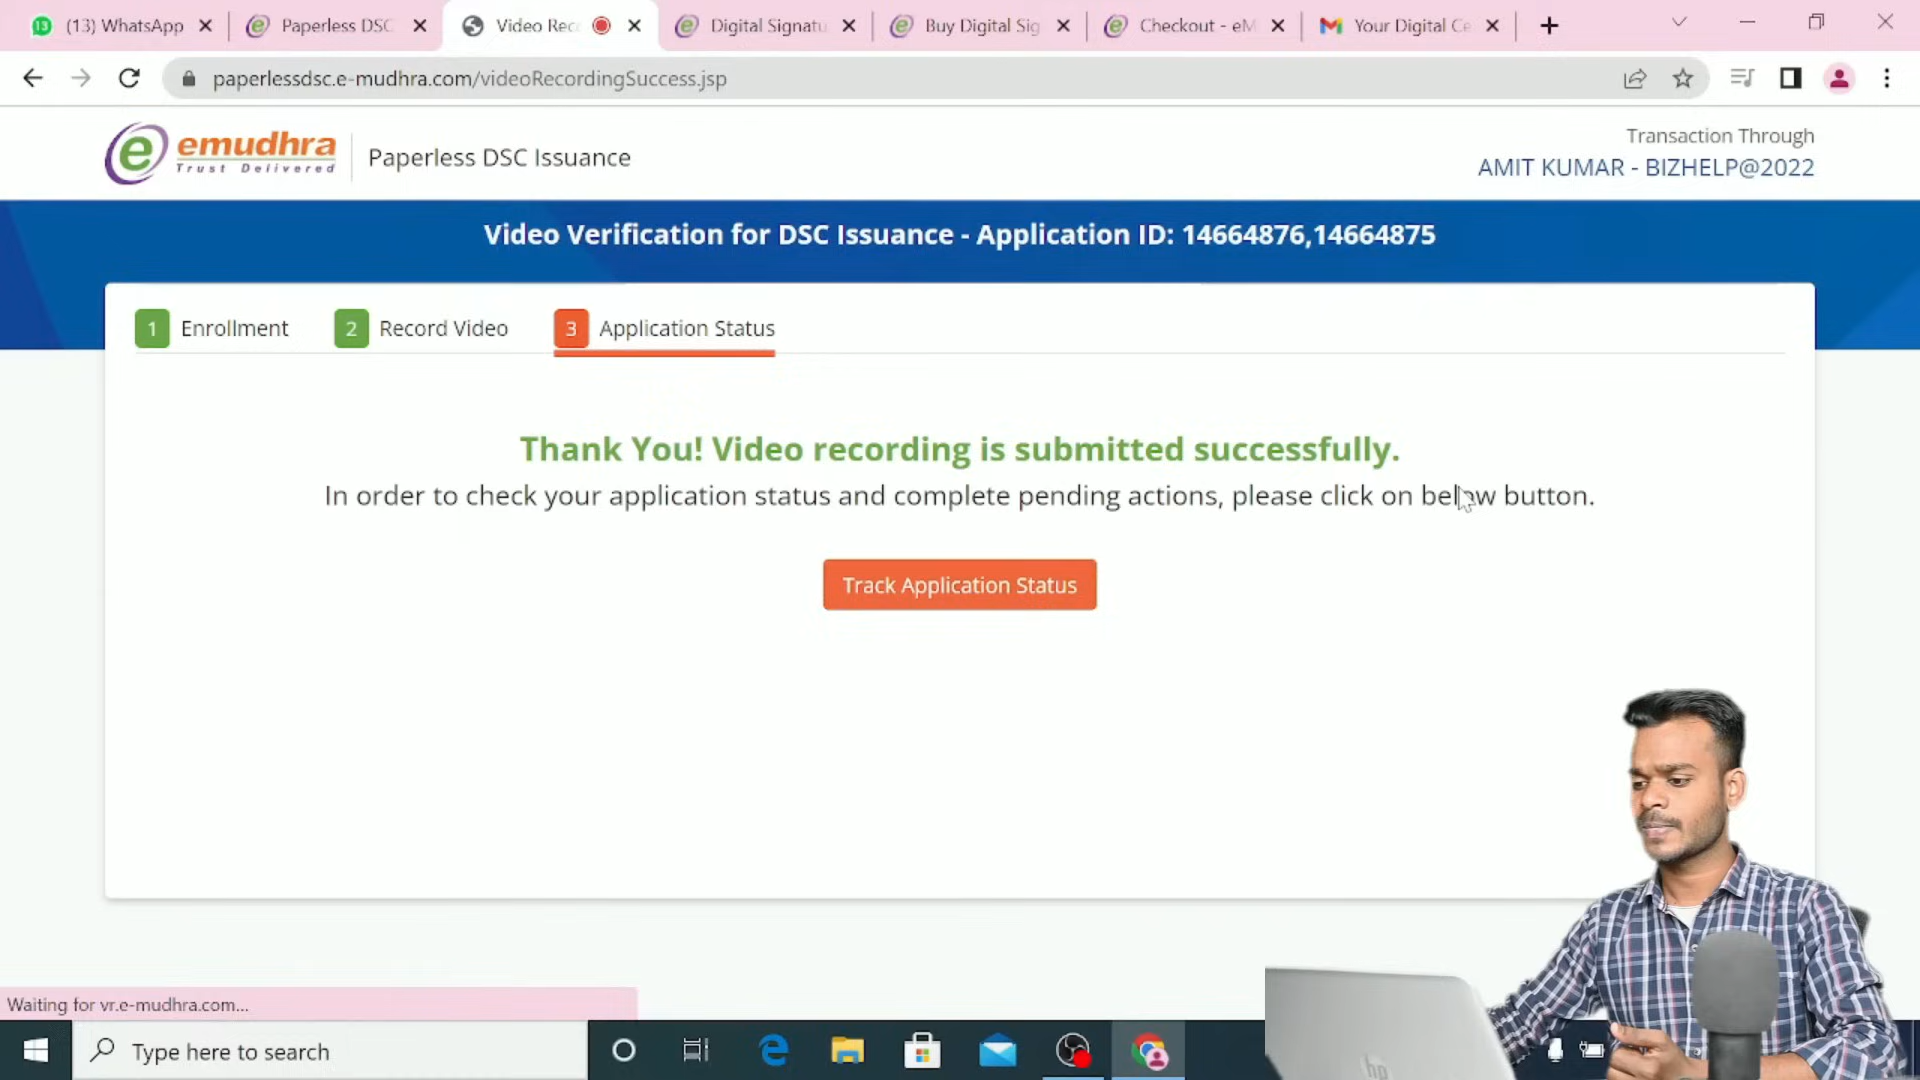 (13) WhatsApp
Paperless DSC
Video Rec
Digital Signatu
Buy Digital Sig
Checkout - eM
Your Digital Ce
paperlessdsc.e-mudhra.com/videoRecordingSuccess.jsp
emudhra
Trust Delivered
Paperless DSC Issuance
Transaction Through
AMIT KUMAR - BIZHELP@2022
Video Verification for DSC Issuance - Application ID: 14664876,14664875
1 Enrollment
2 Record Video
3 Application Status
Thank You! Video recording is submitted successfully.
In order to check your application status and complete pending actions, please click on below button.
Track Application Status
Waiting for vr.e-mudhra.com...
Type here to search
hp